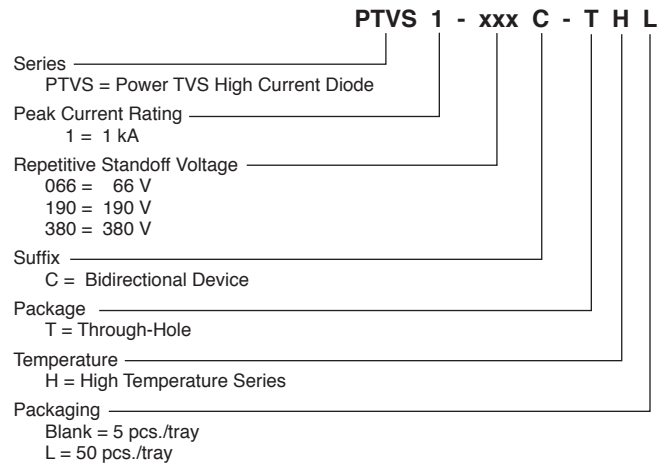 PTVS 1 - xxx C - T H L
Series
PTVS = Power TVS High Current Diode
Peak Current Rating
1 = 1 kA
Repetitive Standoff Voltage
066 = 66 V
190 = 190 V
380 = 380 V
Suffix
C = Bidirectional Device
Package
T = Through-Hole
Temperature
H = High Temperature Series
Packaging
Blank = 5 pcs./tray
L = 50 pcs./tray